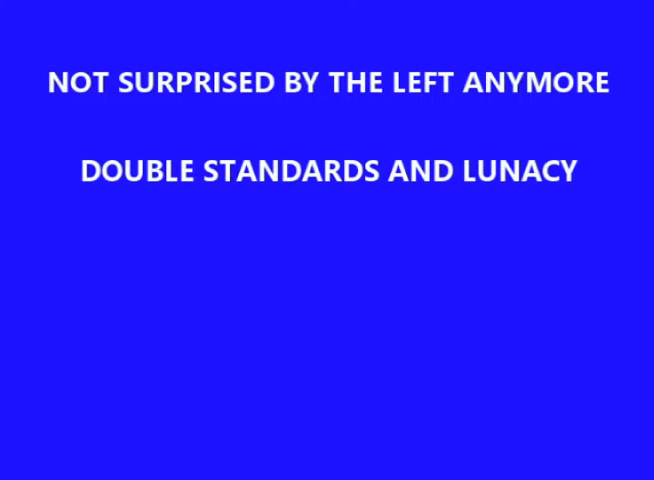 NOT SURPRISED BY THE LEFT ANYMORE
DOUBLE STANDARDS AND LUNACY